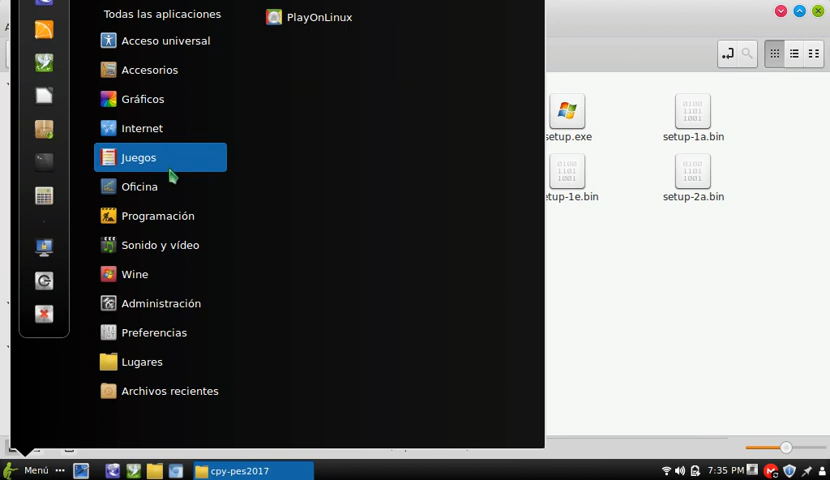 Todas las aplicaciones
PlayOnLinux
Acceso universal
Accesorios
Gráficos
Internet
Juegos
Oficina
Programación
Sonido y vídeo
Wine
Administración
Preferencias
Lugares
Archivos recientes
setup.exe
setup-1a.bin
etup-1e.bin
setup-2a.bin
Menú
cpy-pes2017
7:35 PM